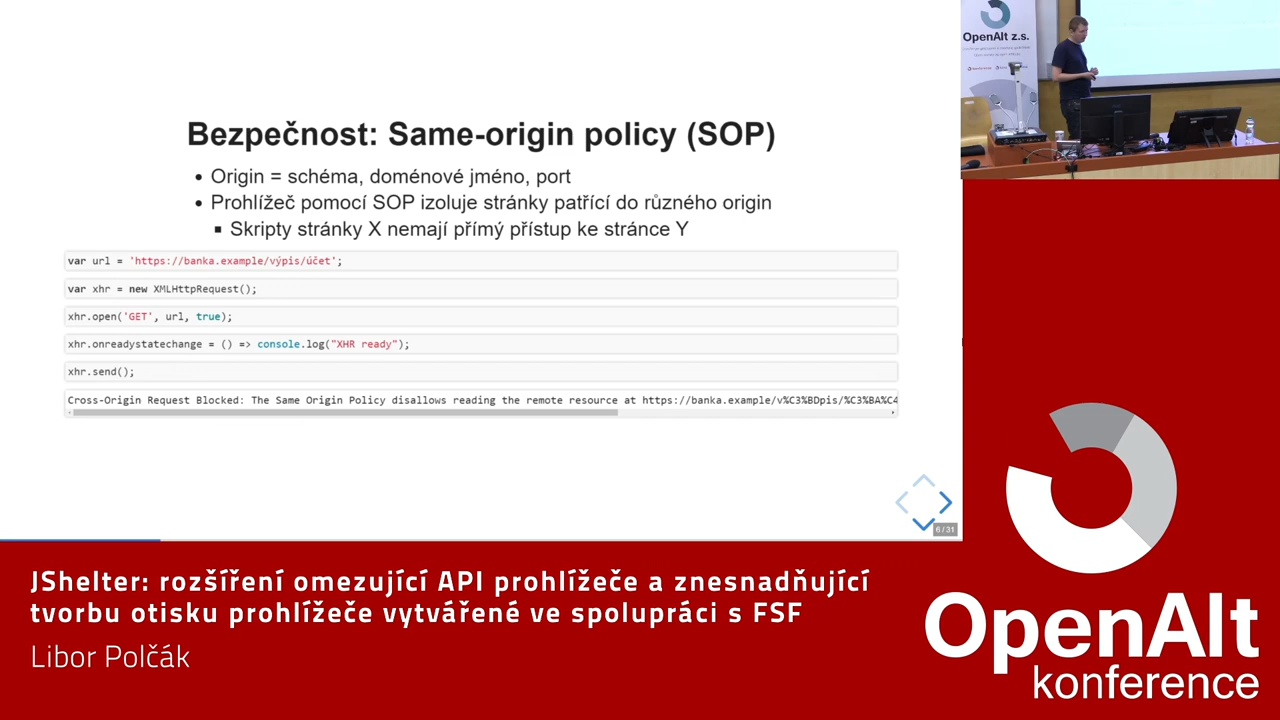 Bezpečnost: Same-origin policy (SOP)
Origin = schéma, doménové jméno, port
Prohlížeč pomocí SOP izoluje stránky patřící do různého origin
Skripty stránky X nemají přímý přístup ke stránce Y
var url = 'https://banka.example/výpis/účet';
var xhr = new XMLHttpRequest();
xhr.open('GET', url, true);
xhr.onreadystatechange = () => console.log("XHR ready");
xhr.send();
Cross-Origin Request Blocked: The Same Origin Policy disallows reading the remote resource at https://banka.example/v%C3%BDpis/%C3%BA%C4
6 / 31
OpenAlt z.s.
JShelter: rozšíření omezující API prohlížeče a znesnadňující
tvorbu otisku prohlížeče vytvářené ve spolupráci s FSF
Libor Polčák
OpenAlt
konference